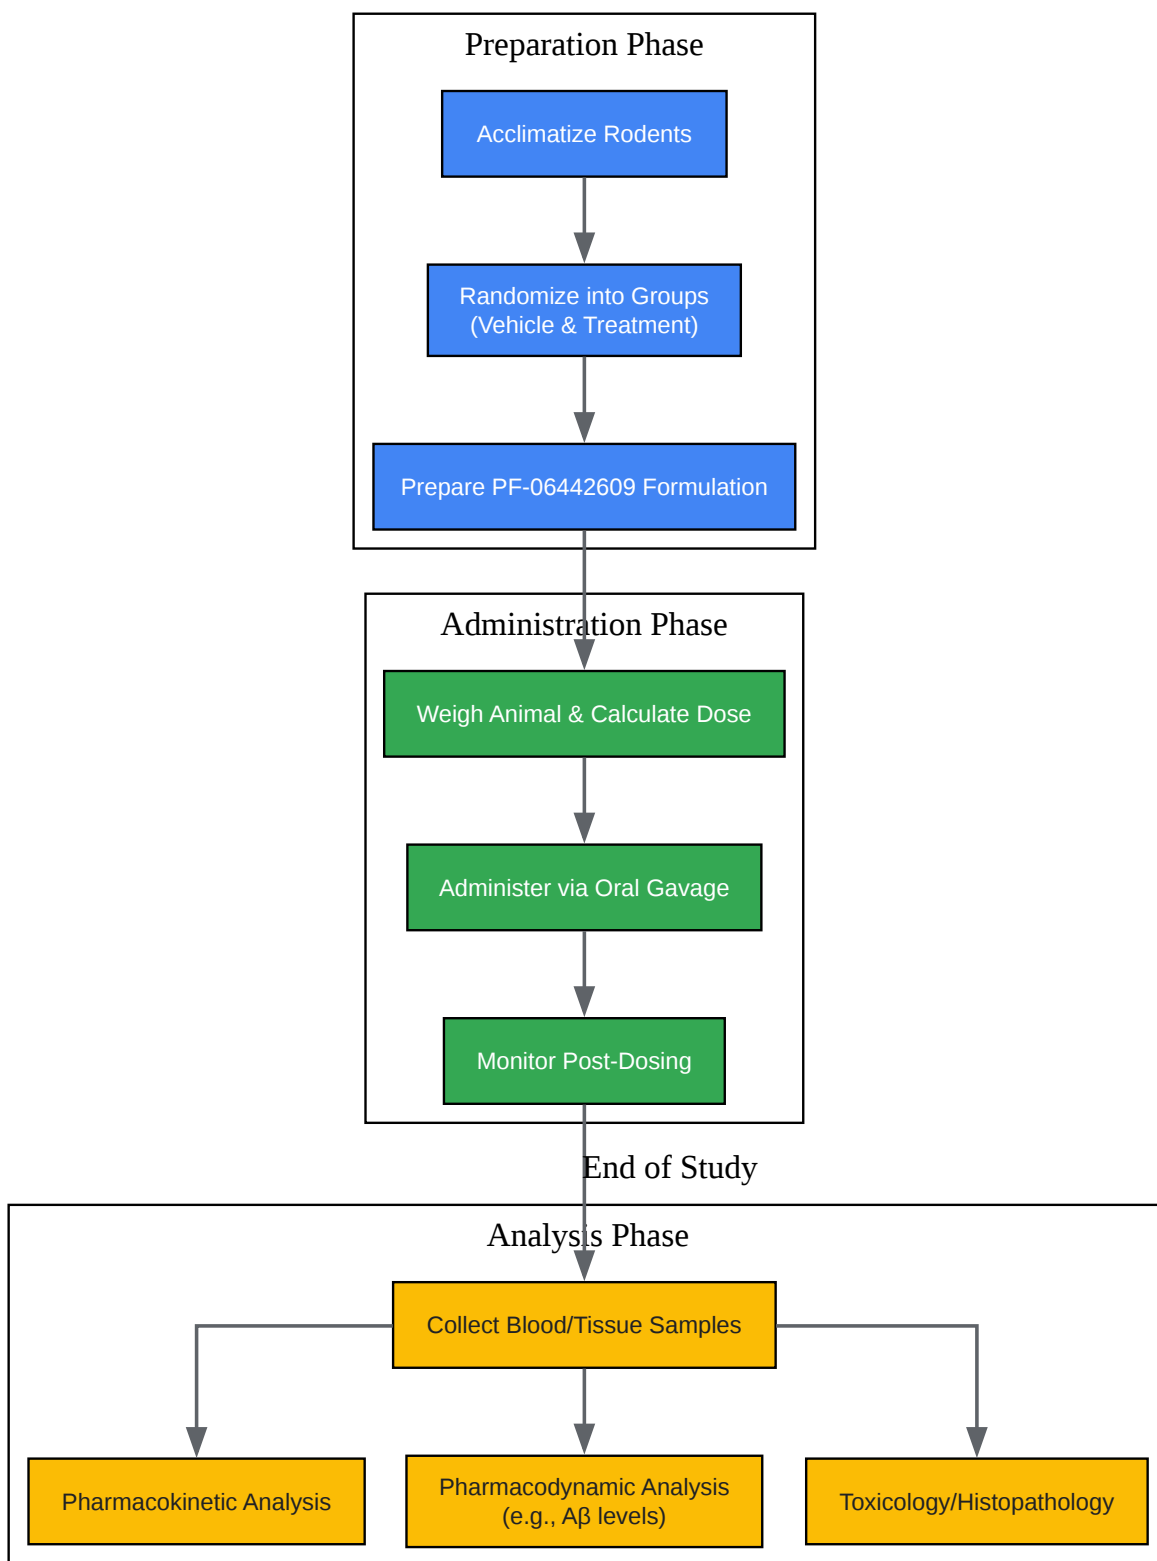 Preparation Phase
Acclimatize Rodents
Randomize into Groups
(Vehicle & Treatment)
Prepare PF-06442609 Formulation
Administration Phase
Weigh Animal & Calculate Dose
Administer via Oral Gavage
Monitor Post-Dosing
End of Study
Analysis Phase
Collect Blood/Tissue Samples
Pharmacokinetic Analysis
Pharmacodynamic Analysis
(e.g., Aβ levels)
Toxicology/Histopathology